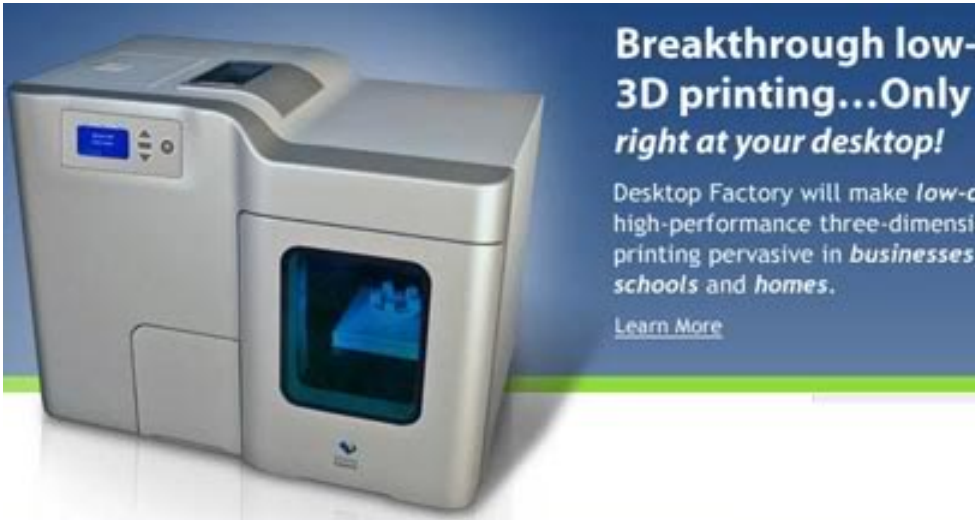 Breakthrough low-
3D printing...Only
right at your desktop!
Desktop Factory will make low-c
high-performance three-dimensi
printing pervasive in businesses
schools and homes.
Learn More